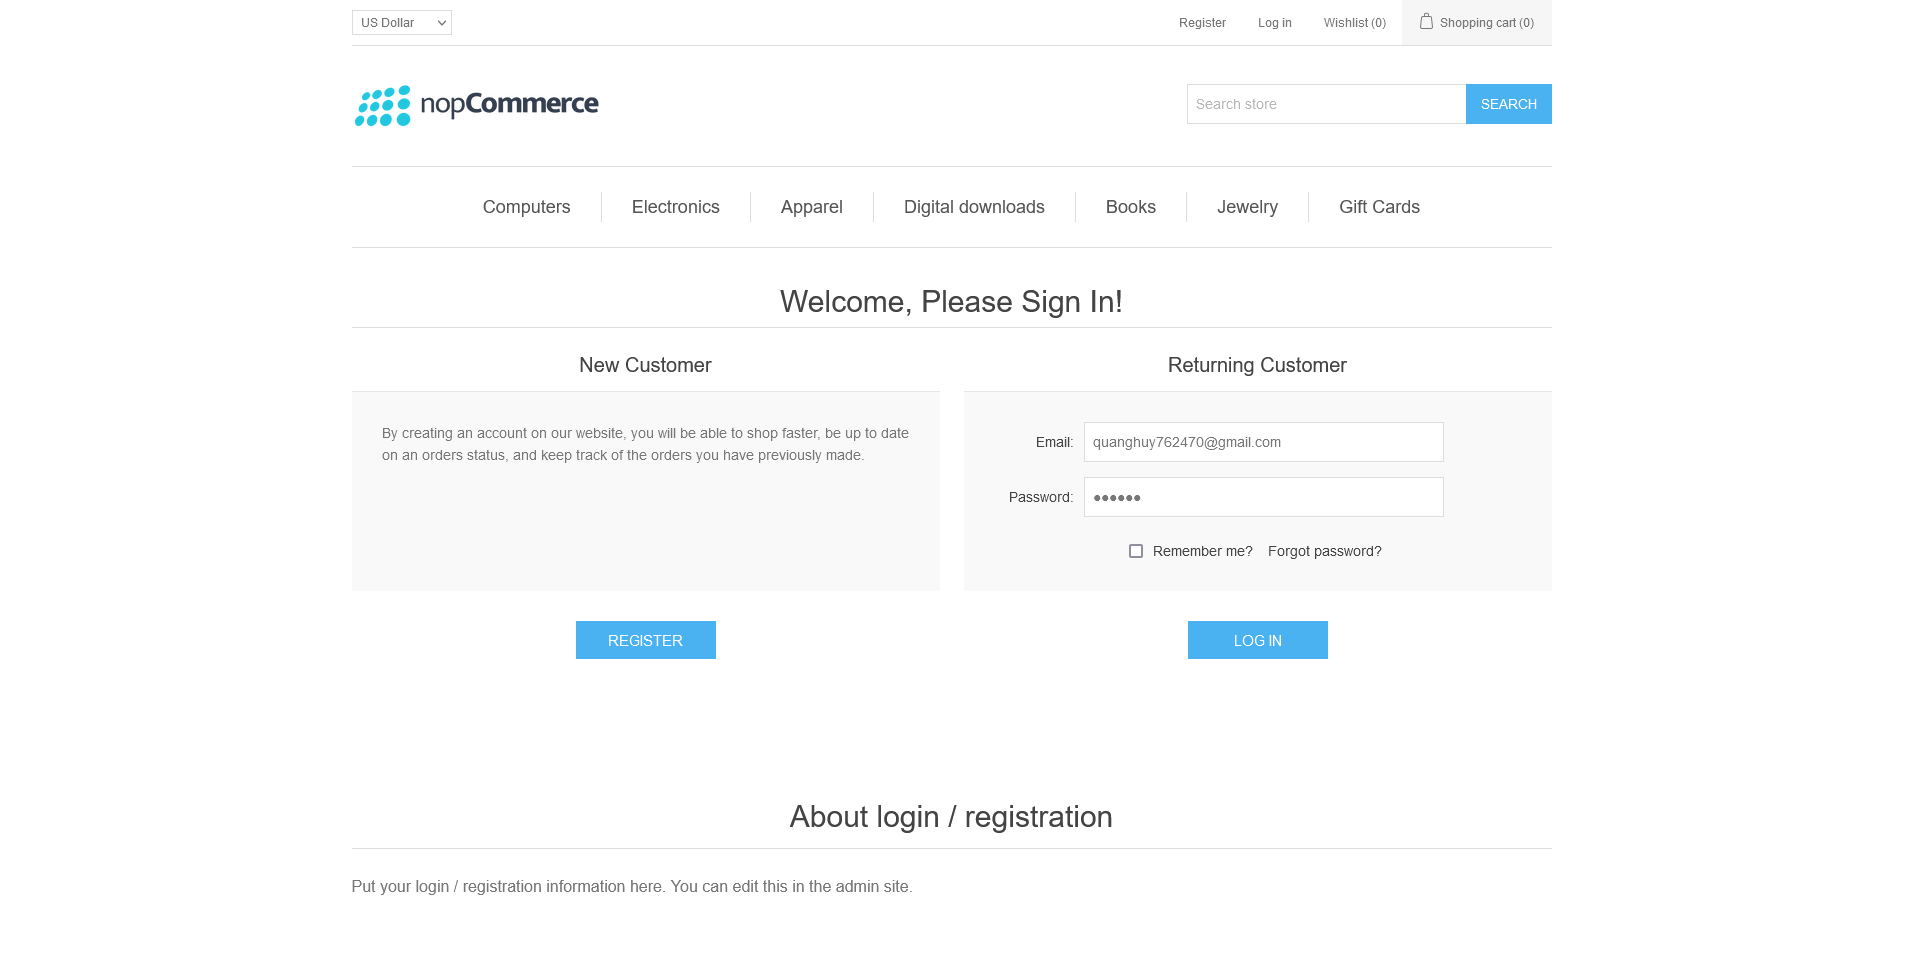 US Dollar
Register
Log in
Wishlist (0)
Shopping cart (0)
nopCommerce
Search store
SEARCH
Computers
Electronics
Apparel
Digital downloads
Books
Jewelry
Gift Cards
Welcome, Please Sign In!
New Customer
By creating an account on our website, you will be able to shop faster, be up to date
on an orders status, and keep track of the orders you have previously made.
REGISTER
Returning Customer
Email:
quanghuy762470@gmail.com
Password:
●●●●●●
Remember me?
Forgot password?
LOG IN
About login / registration
Put your login / registration information here. You can edit this in the admin site.